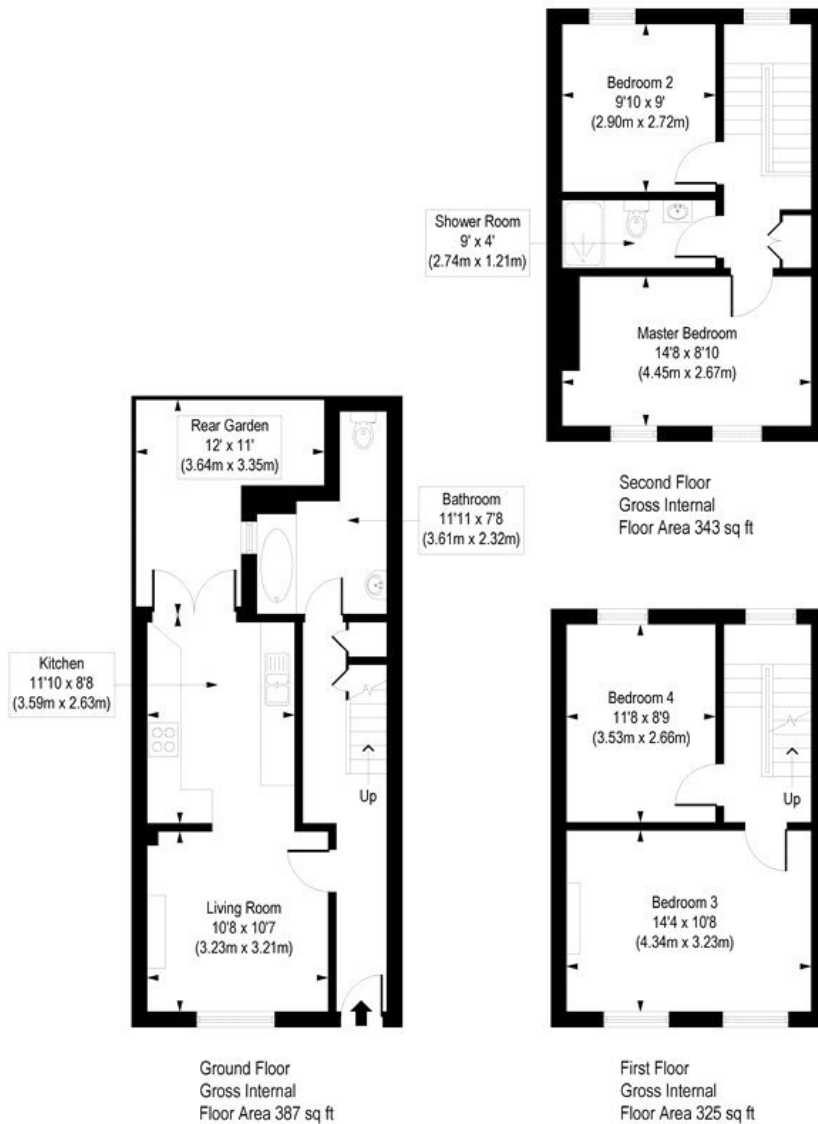 Bedroom 2
9'10 x 9'
(2.90m x 2.72m)
Shower Room
9' x 4'
(2.74m x 1.21m)
Master Bedroom
14'8 x 8'10
(4.45m x 2.67m)
Second Floor
Gross Internal
Floor Area 343 sq ft
Rear Garden
12' x 11'
(3.64m x 3.35m)
Bathroom
11'11 x 7'8
(3.61m x 2.32m)
Kitchen
11'10 x 8'8
(3.59m x 2.63m)
Up
Living Room
10'8 x 10'7
(3.23m x 3.21m)
Ground Floor
Gross Internal
Floor Area 387 sq ft
Bedroom 4
11'8 x 8'9
(3.53m x 2.66m)
Up
Bedroom 3
14'4 x 10'8
(4.34m x 3.23m)
First Floor
Gross Internal
Floor Area 325 sq ft